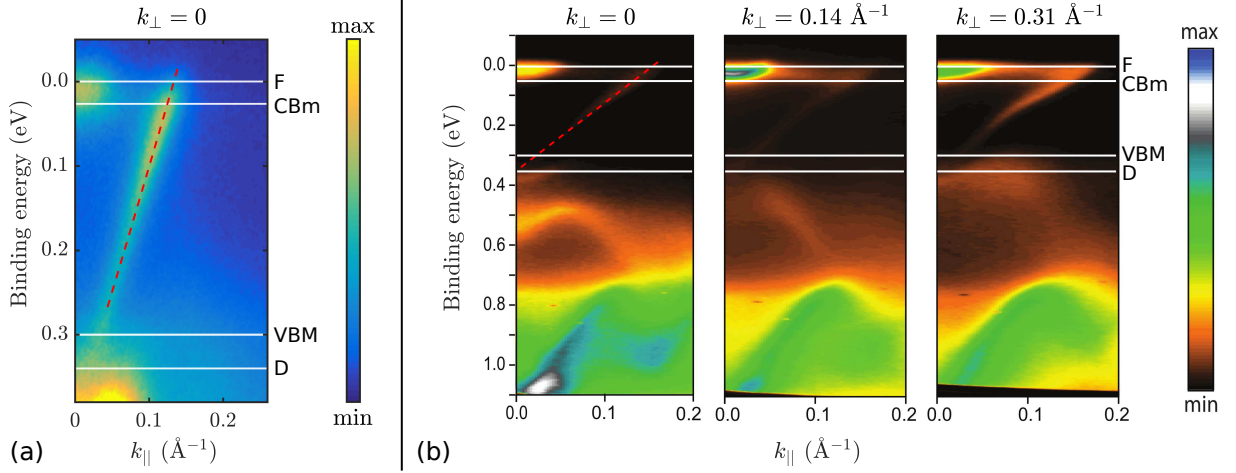 k⊥ = 0
max
0.0
0.1
0.2
0.3
F
CBm
VBM
D
Binding energy (eV)
0
0.1
0.2
k|| (Å⁻¹)
min
(a)
k⊥ = 0
k⊥ = 0.14 Å⁻¹
k⊥ = 0.31 Å⁻¹
max
0.0
0.2
0.4
0.6
0.8
1.0
F
CBm
VBM
D
Binding energy (eV)
0.0
0.1
0.2
0.0
0.1
0.2
0.0
0.1
0.2
k|| (Å⁻¹)
min
(b)